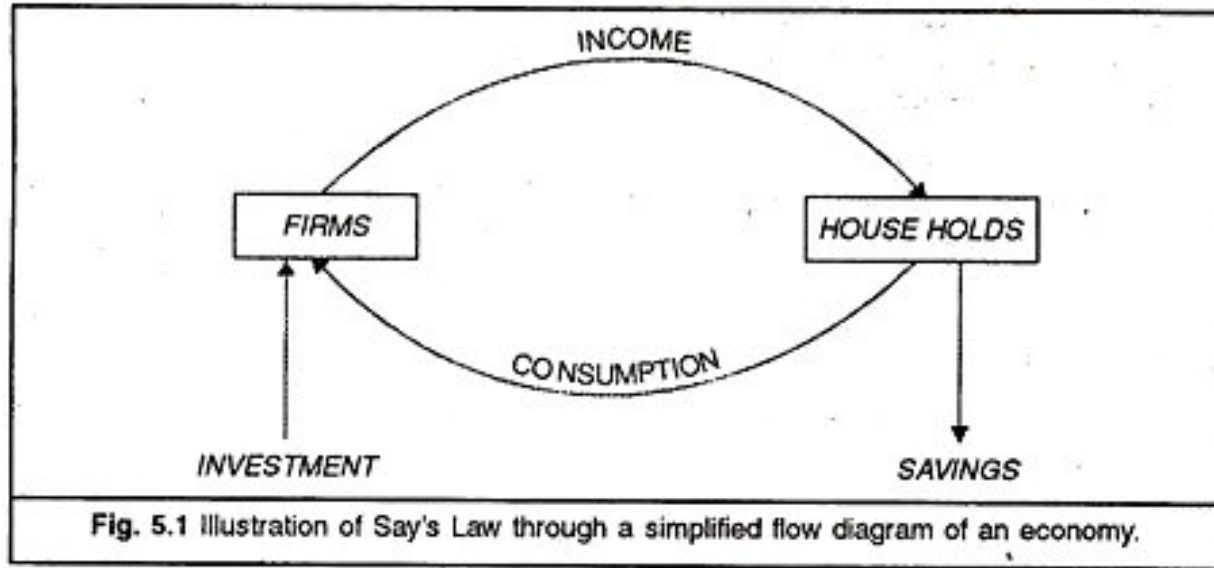 INCOME
FIRMS
HOUSE HOLDS
CONSUMPTION
INVESTMENT
SAVINGS
Fig. 5.1 Illustration of Say's Law through a simplified flow diagram of an economy.